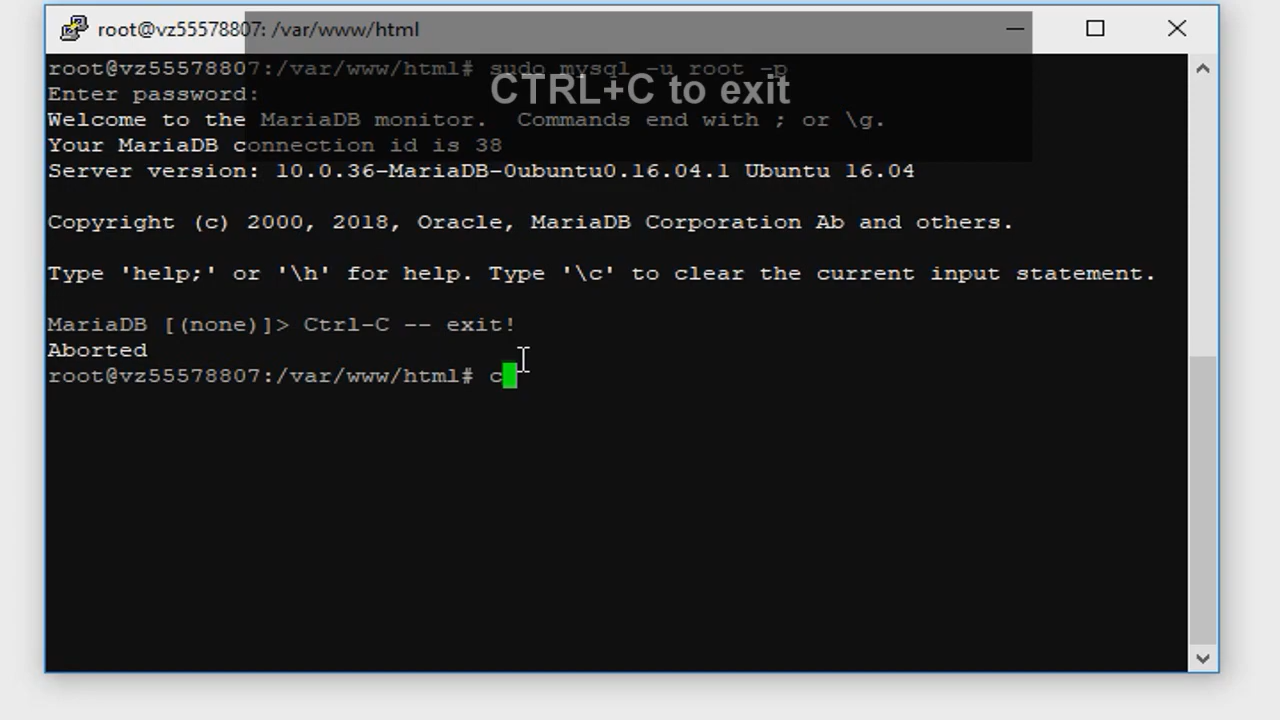 root@vz55578807: /var/www/html
root@vz55578807:/var/www/html# sudo mysql -u root -p
CTRL+C to exit
Enter password:
Welcome to the MariaDB monitor.  Commands end with ; or \g.
Your MariaDB connection id is 38
Server version: 10.0.36-MariaDB-0ubuntu0.16.04.1 Ubuntu 16.04
Copyright (c) 2000, 2018, Oracle, MariaDB Corporation Ab and others.
Type 'help;' or '\h' for help. Type '\c' to clear the current input statement.
MariaDB [(none)]> Ctrl-C -- exit!
Aborted
root@vz55578807:/var/www/html# c